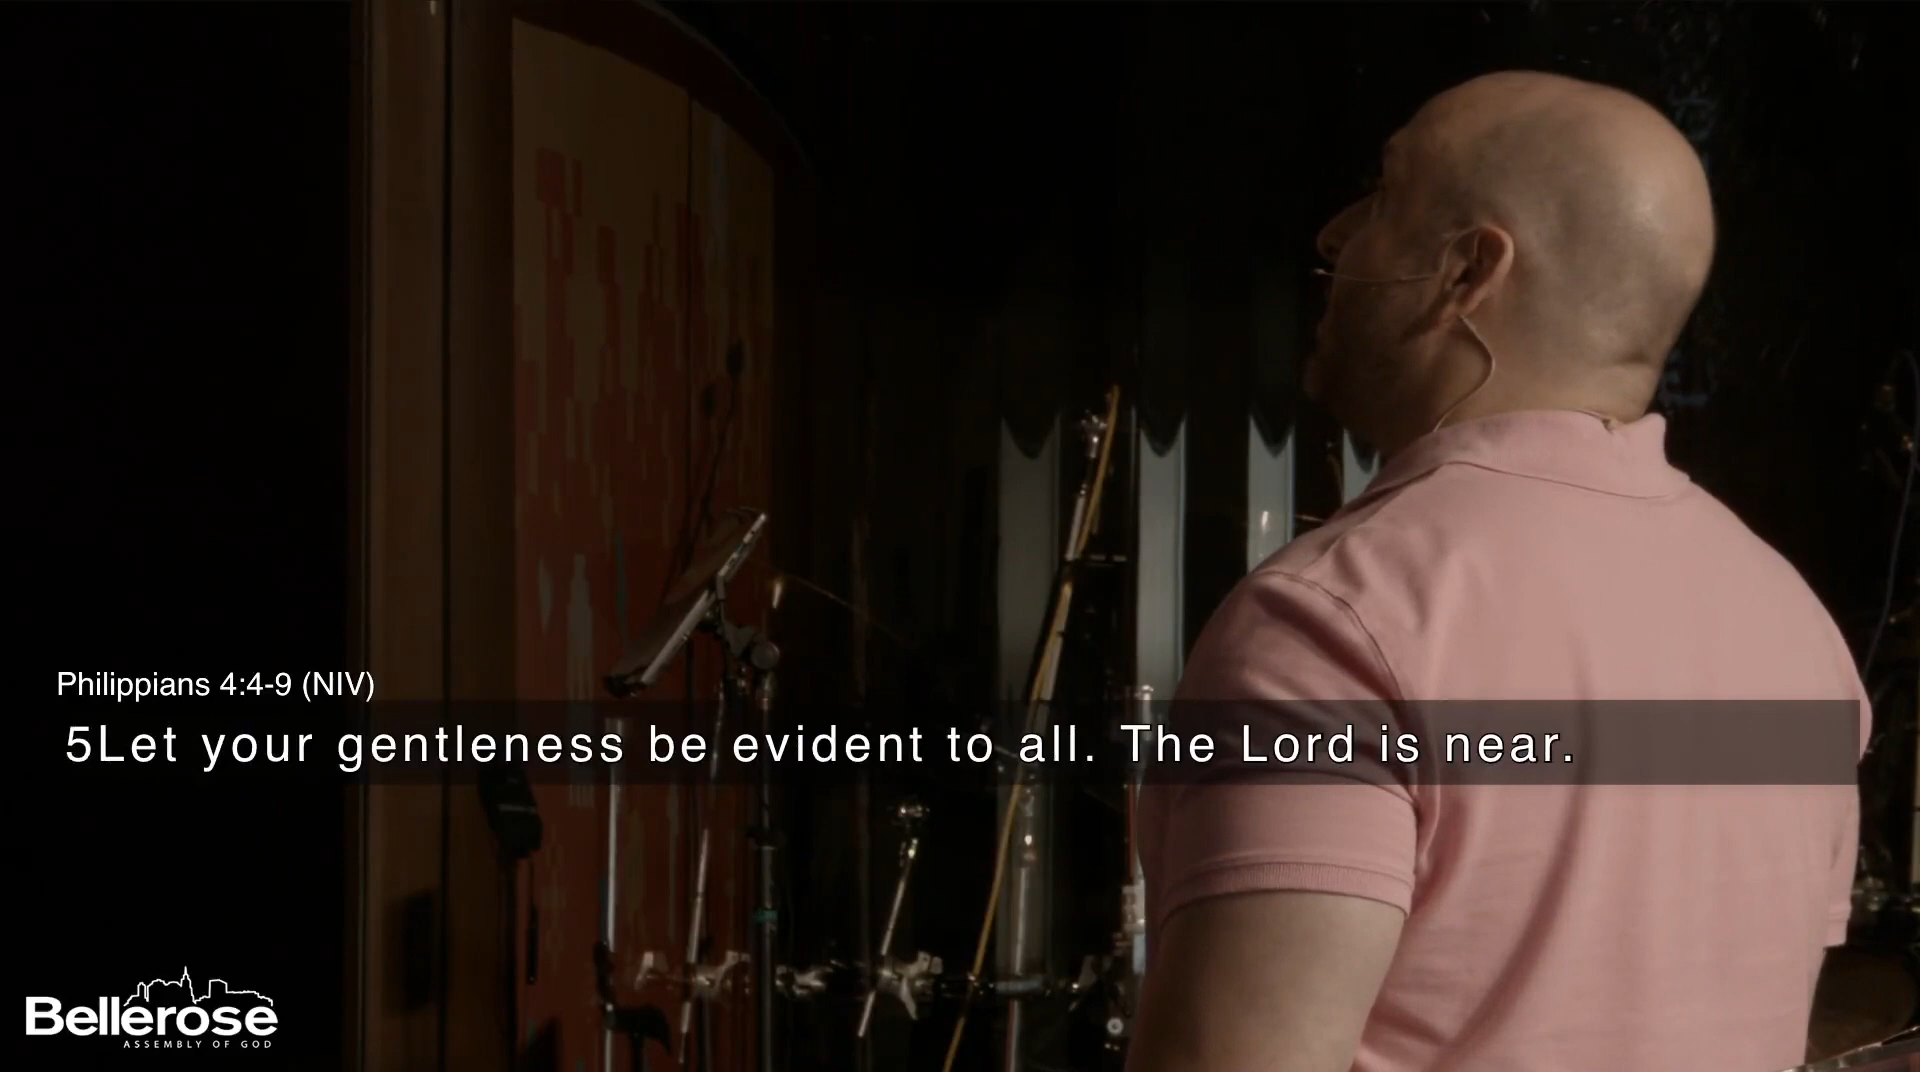 Philippians 4:4-9 (NIV)
5Let your gentleness be evident to all. The Lord is near.
Bellerose
ASSEMBLY OF GOD